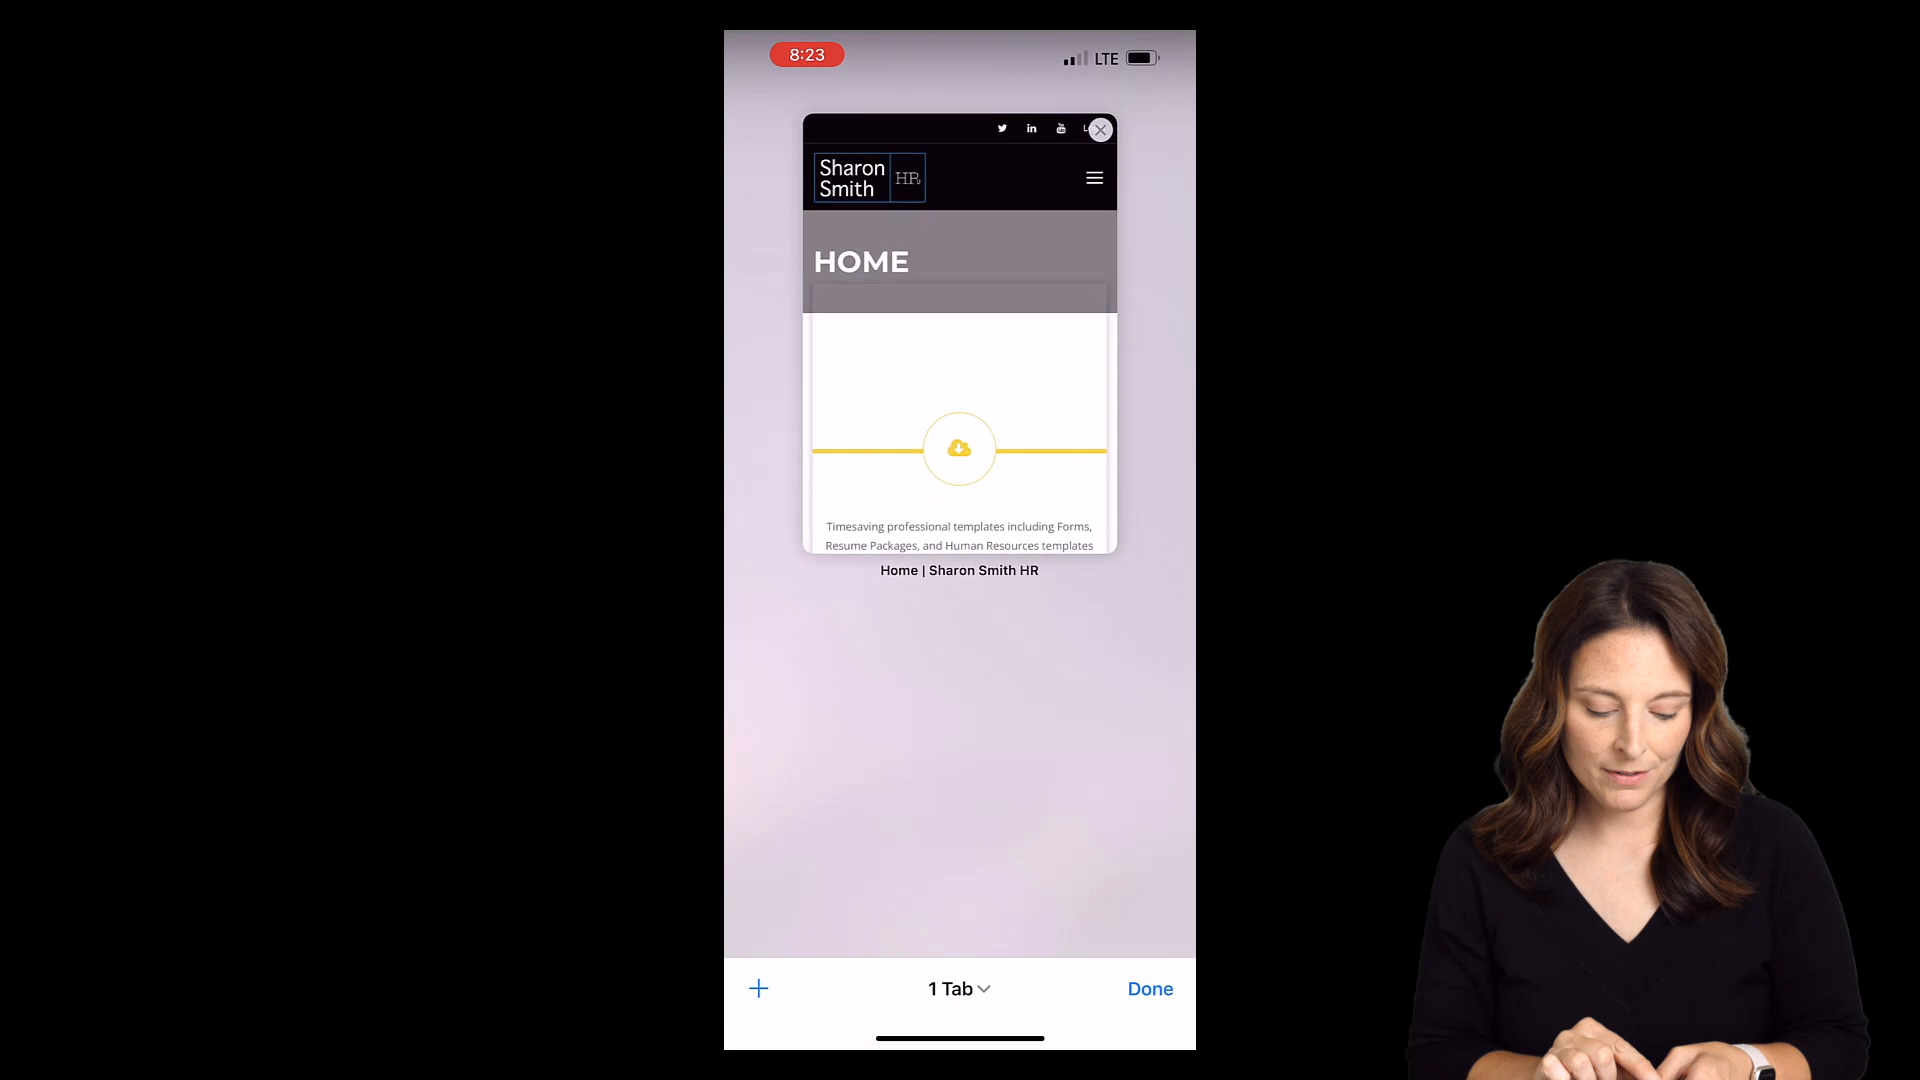 8:23
LTE
Sharon
Smith
HR
HOME
Timesaving professional templates including Forms,
Resume Packages, and Human Resources templates
Home | Sharon Smith HR
1 Tab
Done